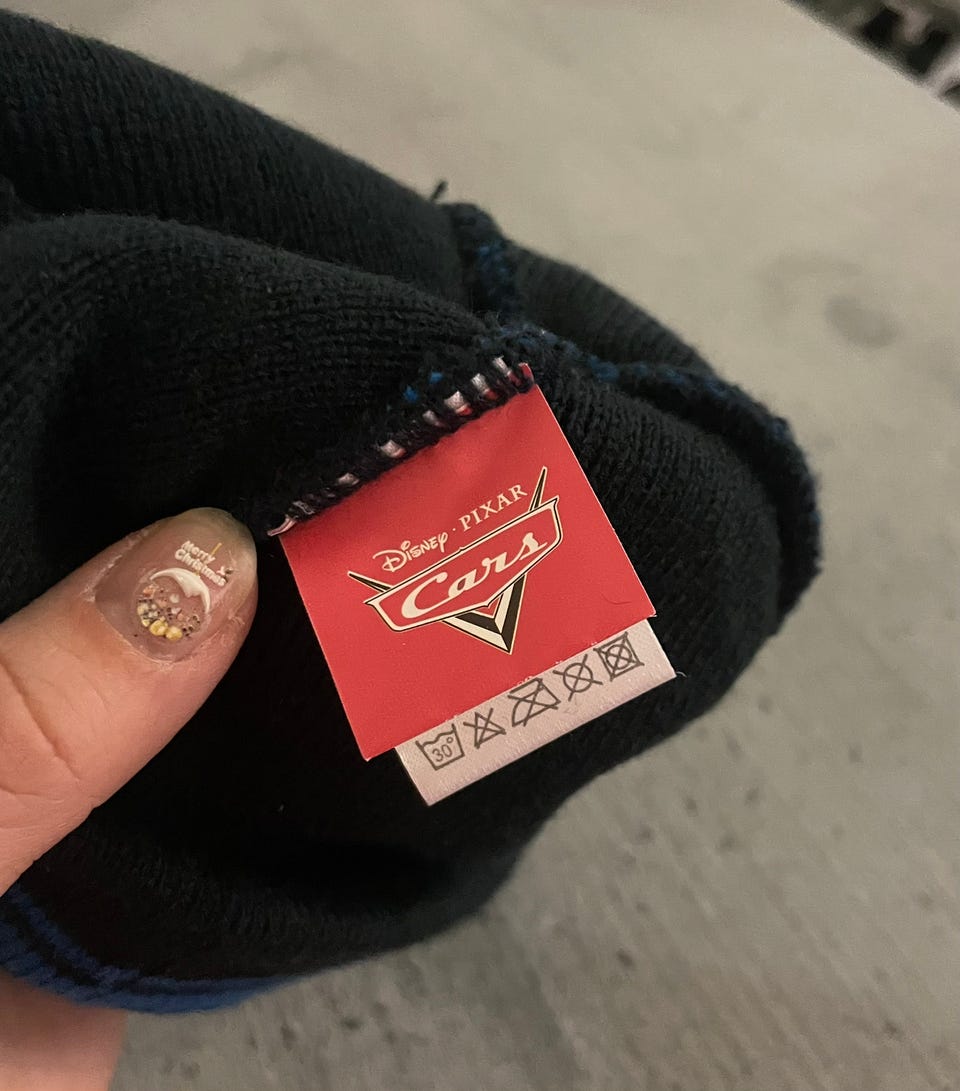 Merry
Christmas
DISNEY · PIXAR
Cars
30°